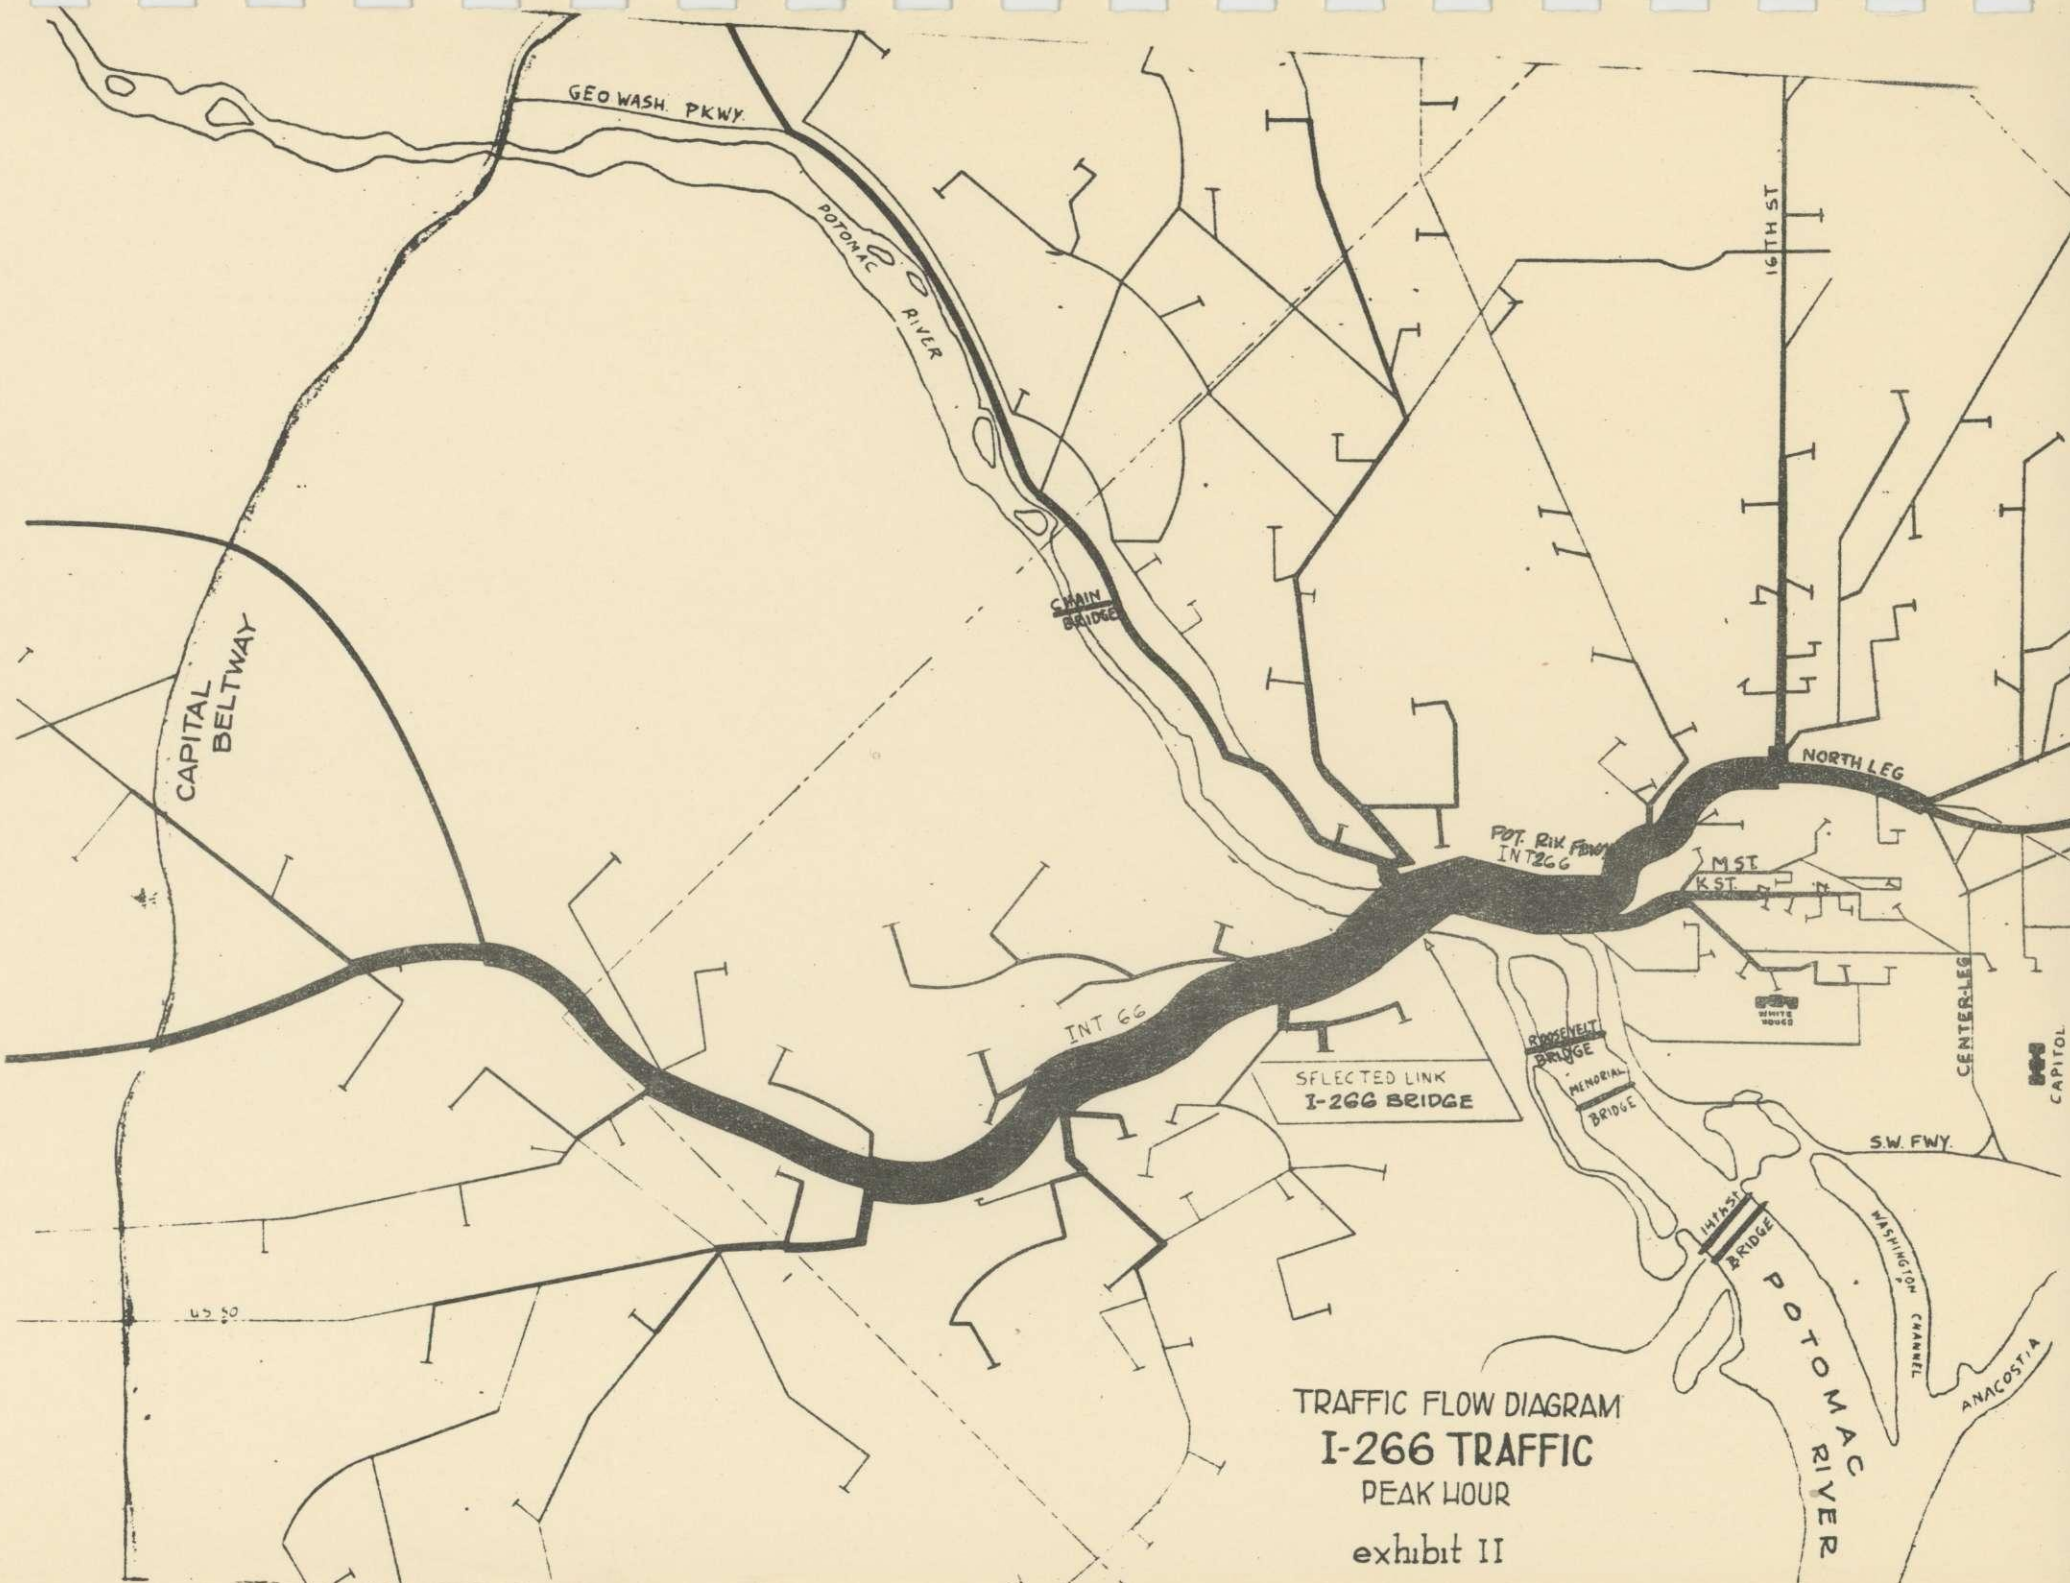 GEO WASH. PKWY.
POTOMAC
RIVER
16TH ST
CHAIN
BRIDGE
CAPITAL
BELTWAY
NORTH LEG
POT. RIV. FRWY
INT 266
M ST.
K ST.
INT 66
SELECTED LINK
I-266 BRIDGE
ROOSEVELT
BRIDGE
MEMORIAL
BRIDGE
WHITE
HOUSE
CENTER LEG
CAPITOL
S.W. FWY.
14TH ST
BRIDGE
WASHINGTON CHANNEL
ANACOSTIA
POTOMAC
RIVER
US 50
TRAFFIC FLOW DIAGRAM
I-266 TRAFFIC
PEAK HOUR
exhibit II